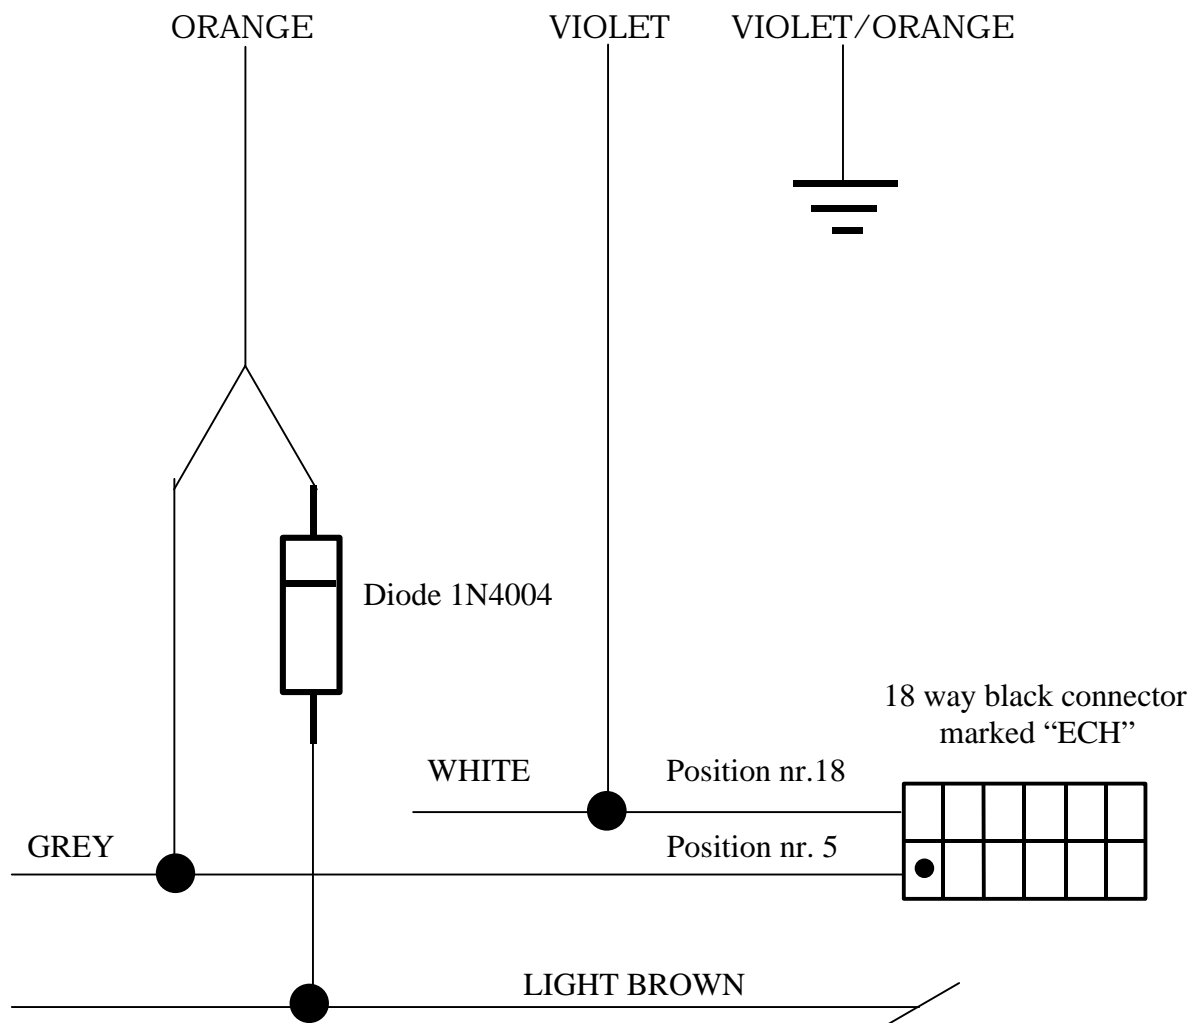 ORANGE
VIOLET
VIOLET/ORANGE
Diode 1N4004
18 way black connector
marked “ECH”
WHITE
Position nr.18
GREY
Position nr. 5
LIGHT BROWN